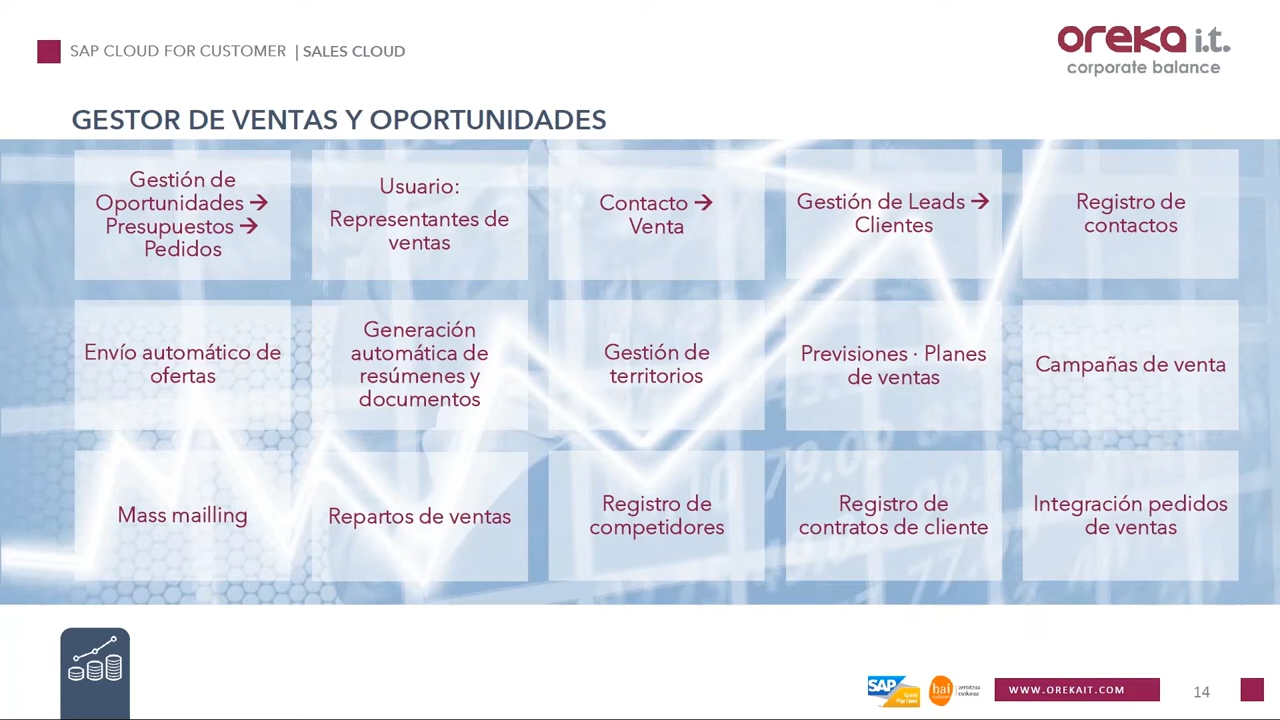 SAP CLOUD FOR CUSTOMER | SALES CLOUD
oreka i.t.
corporate balance
GESTOR DE VENTAS Y OPORTUNIDADES
Gestión de
Oportunidades →
Presupuestos →
Pedidos
Usuario:
Representantes de
ventas
Contacto →
Venta
Gestión de Leads →
Clientes
Registro de
contactos
Envío automático de
ofertas
Generación
automática de
resúmenes y
documentos
Gestión de
territorios
Previsiones · Planes
de ventas
Campañas de venta
Mass mailling
Repartos de ventas
Registro de
competidores
Registro de
contratos de cliente
Integración pedidos
de ventas
SAP
bai
WWW.OREKAIT.COM
14